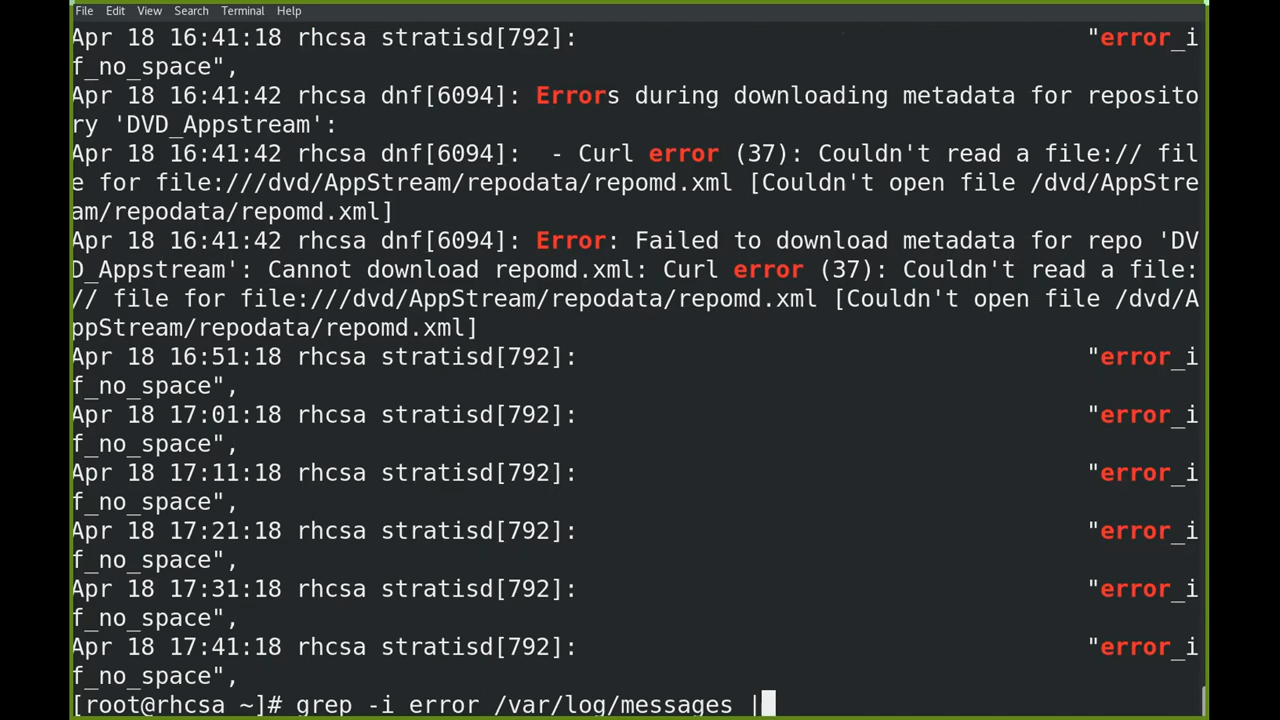 File Edit View Search Terminal Help
Apr 18 16:41:18 rhcsa stratisd[792]: "error_i
f_no_space",
Apr 18 16:41:42 rhcsa dnf[6094]: Errors during downloading metadata for reposito
ry 'DVD_Appstream':
Apr 18 16:41:42 rhcsa dnf[6094]:  - Curl error (37): Couldn't read a file:// fil
e for file:///dvd/AppStream/repodata/repomd.xml [Couldn't open file /dvd/AppStre
am/repodata/repomd.xml]
Apr 18 16:41:42 rhcsa dnf[6094]: Error: Failed to download metadata for repo 'DV
D_Appstream': Cannot download repomd.xml: Curl error (37): Couldn't read a file:
// file for file:///dvd/AppStream/repodata/repomd.xml [Couldn't open file /dvd/A
ppStream/repodata/repomd.xml]
Apr 18 16:51:18 rhcsa stratisd[792]: "error_i
f_no_space",
Apr 18 17:01:18 rhcsa stratisd[792]: "error_i
f_no_space",
Apr 18 17:11:18 rhcsa stratisd[792]: "error_i
f_no_space",
Apr 18 17:21:18 rhcsa stratisd[792]: "error_i
f_no_space",
Apr 18 17:31:18 rhcsa stratisd[792]: "error_i
f_no_space",
Apr 18 17:41:18 rhcsa stratisd[792]: "error_i
f_no_space",
[root@rhcsa ~]# grep -i error /var/log/messages |